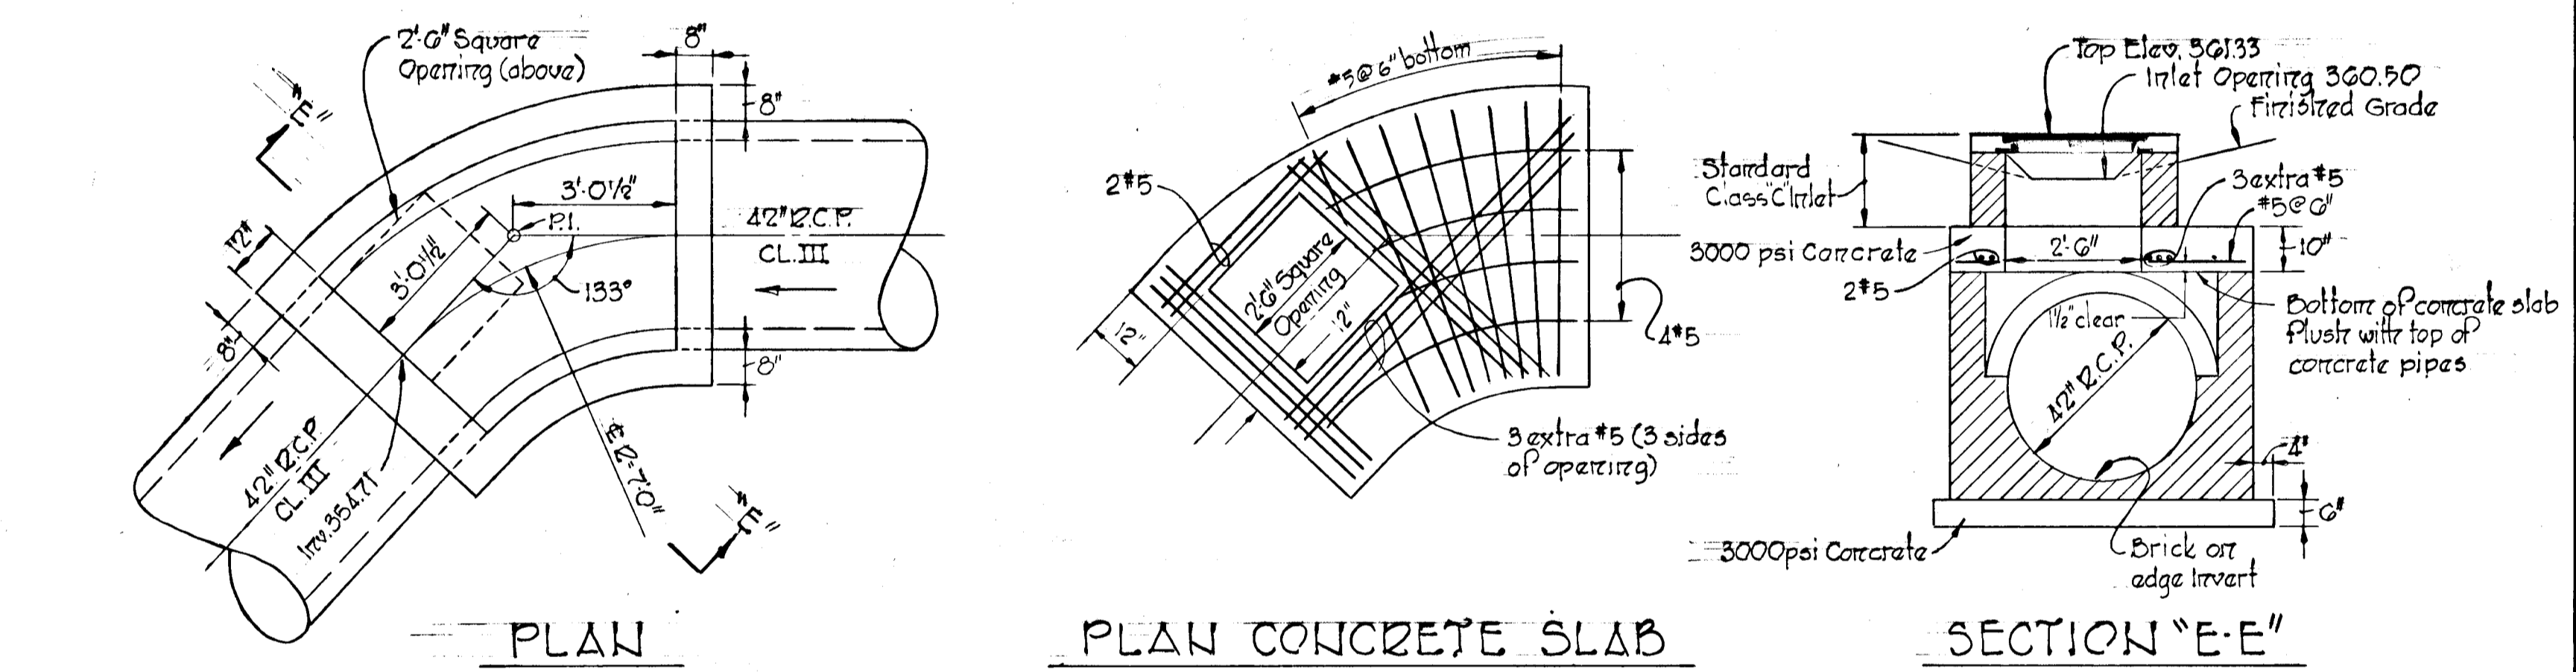 2'-6" Square
Opening (above)
8"
8"
"E"
12"
3'-0½"
P.I.
3'-0½"
42" R.C.P.
CL. III
133°
8"
8"
42" R.C.P.
CL. III
Inv. 354.71
℄ R=7'-0"
"E"
PLAN
#5@6" bottom
2#5
2'-6" Square
Opening
12"
12"
4#5
3 extra #5 (3 sides
of opening)
PLAN CONCRETE SLAB
Top Elev. 361.33
Inlet Opening 360.50
Finished Grade
Standard
Class "C" Inlet
3 extra #5
#5@6"
3000 psi Concrete
2'-6"
10"
2#5
1½" clear
Bottom of concrete slab
flush with top of
concrete pipes
42" R.C.P.
4"
6"
3000 psi Concrete
Brick on
edge Invert
SECTION "E-E"